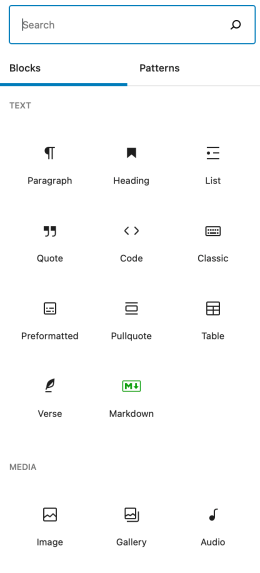 Search
Blocks Patterns
TEXT
Paragraph Heading List
Quote Code Classic
Preformatted Pullquote Table
M
Verse Markdown
MEDIA
Image Gallery Audio